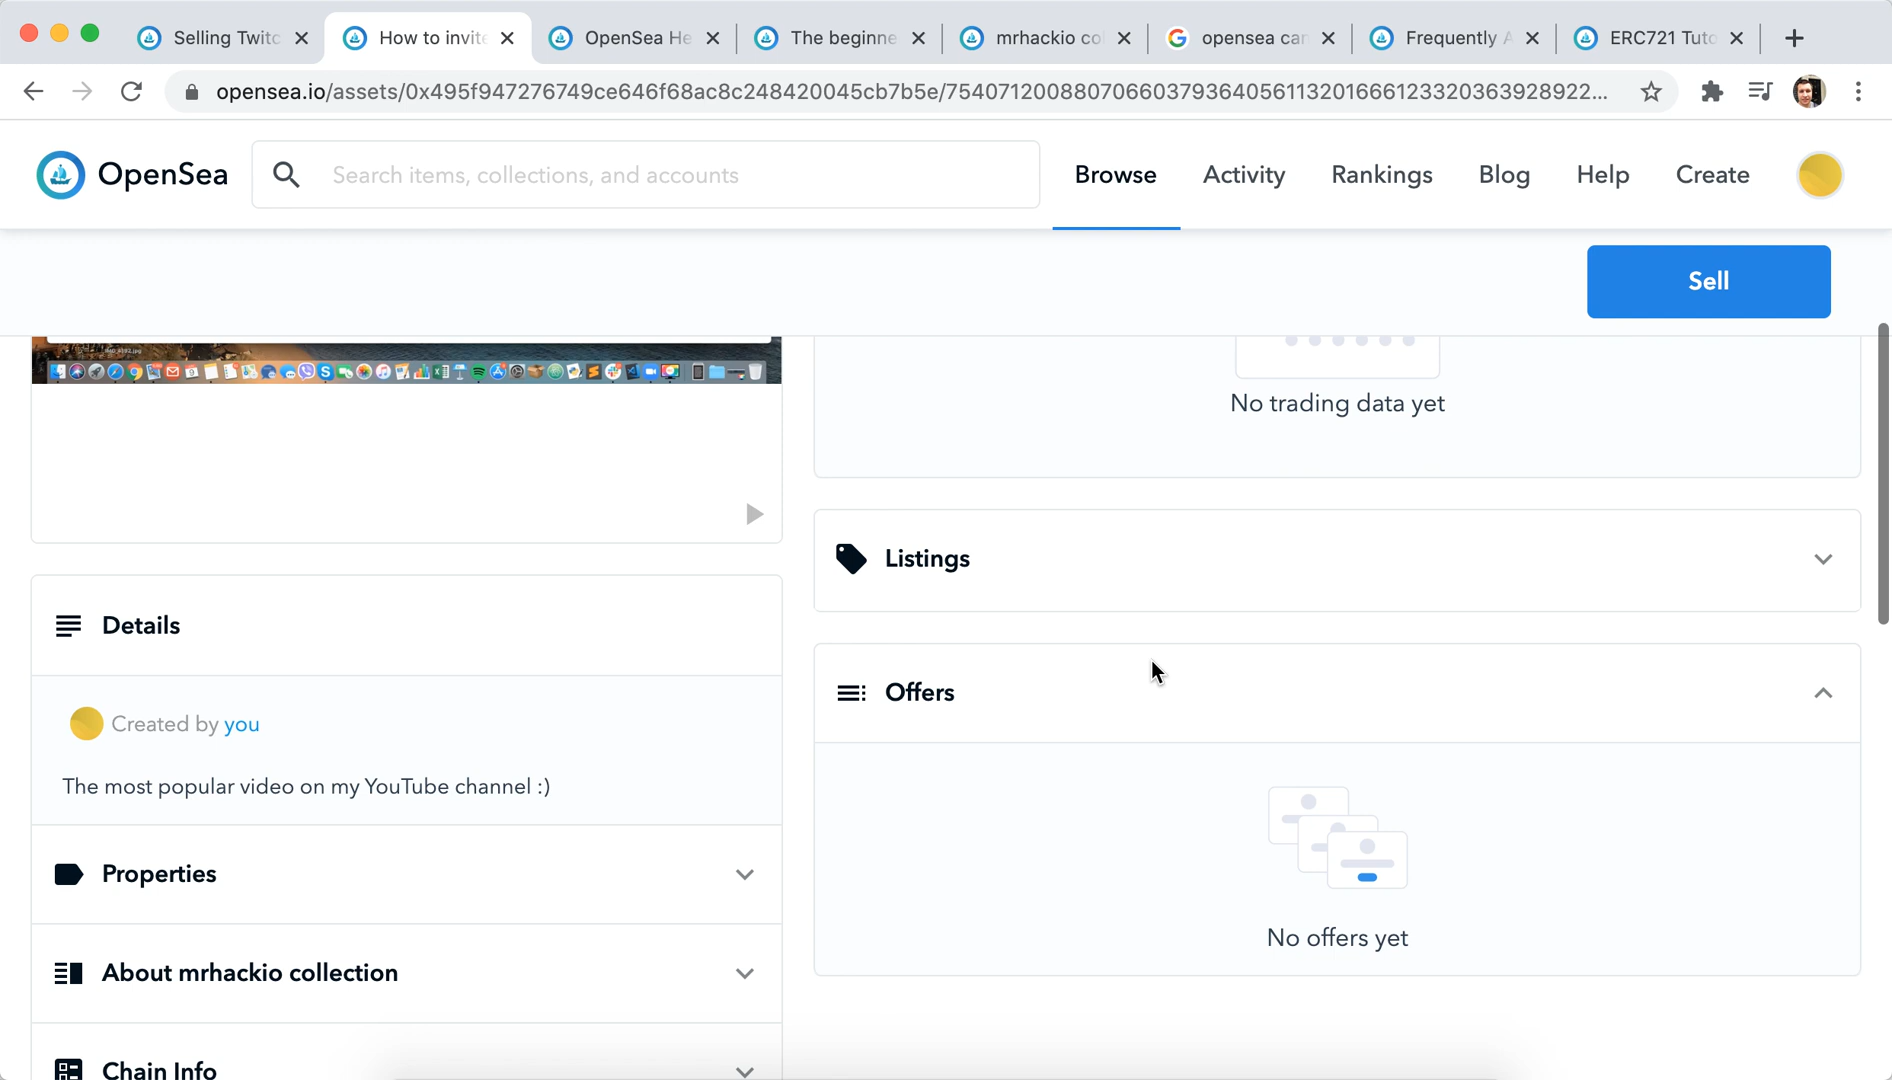 Selling Twitc
How to invite
OpenSea He
The beginne
mrhackio co
opensea car
Frequently A
ERC721 Tuto
opensea.io/assets/0x495f947276749ce646f68ac8c248420045cb7b5e/75407120088070660379364056113201666123320363928922...
OpenSea
Search items, collections, and accounts
Browse
Activity
Rankings
Blog
Help
Create
Sell
No trading data yet
Listings
Details
Offers
Created by you
The most popular video on my YouTube channel :)
Properties
No offers yet
About mrhackio collection
Chain Info